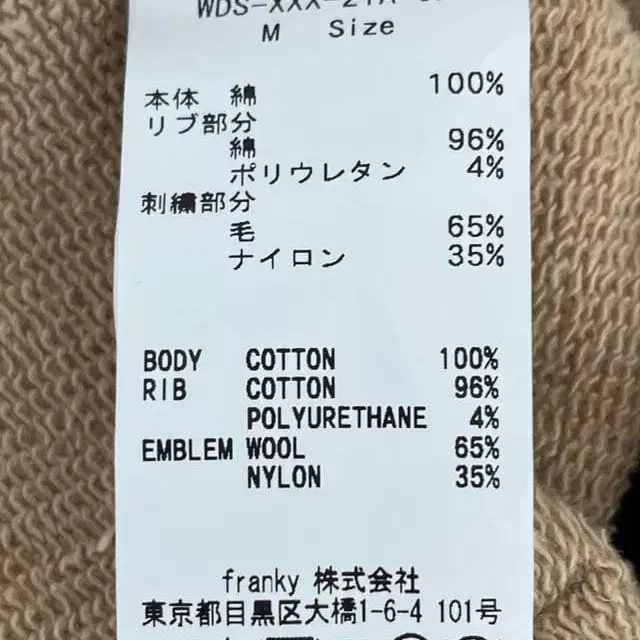 WDS-XXX-21A
M Size
本体 綿 100%
リブ部分
綿 96%
ポリウレタン 4%
刺繍部分
毛 65%
ナイロン 35%
BODY COTTON 100%
RIB COTTON 96%
POLYURETHANE 4%
EMBLEM WOOL 65%
NYLON 35%
franky 株式会社
東京都目黒区大橋1-6-4 101号